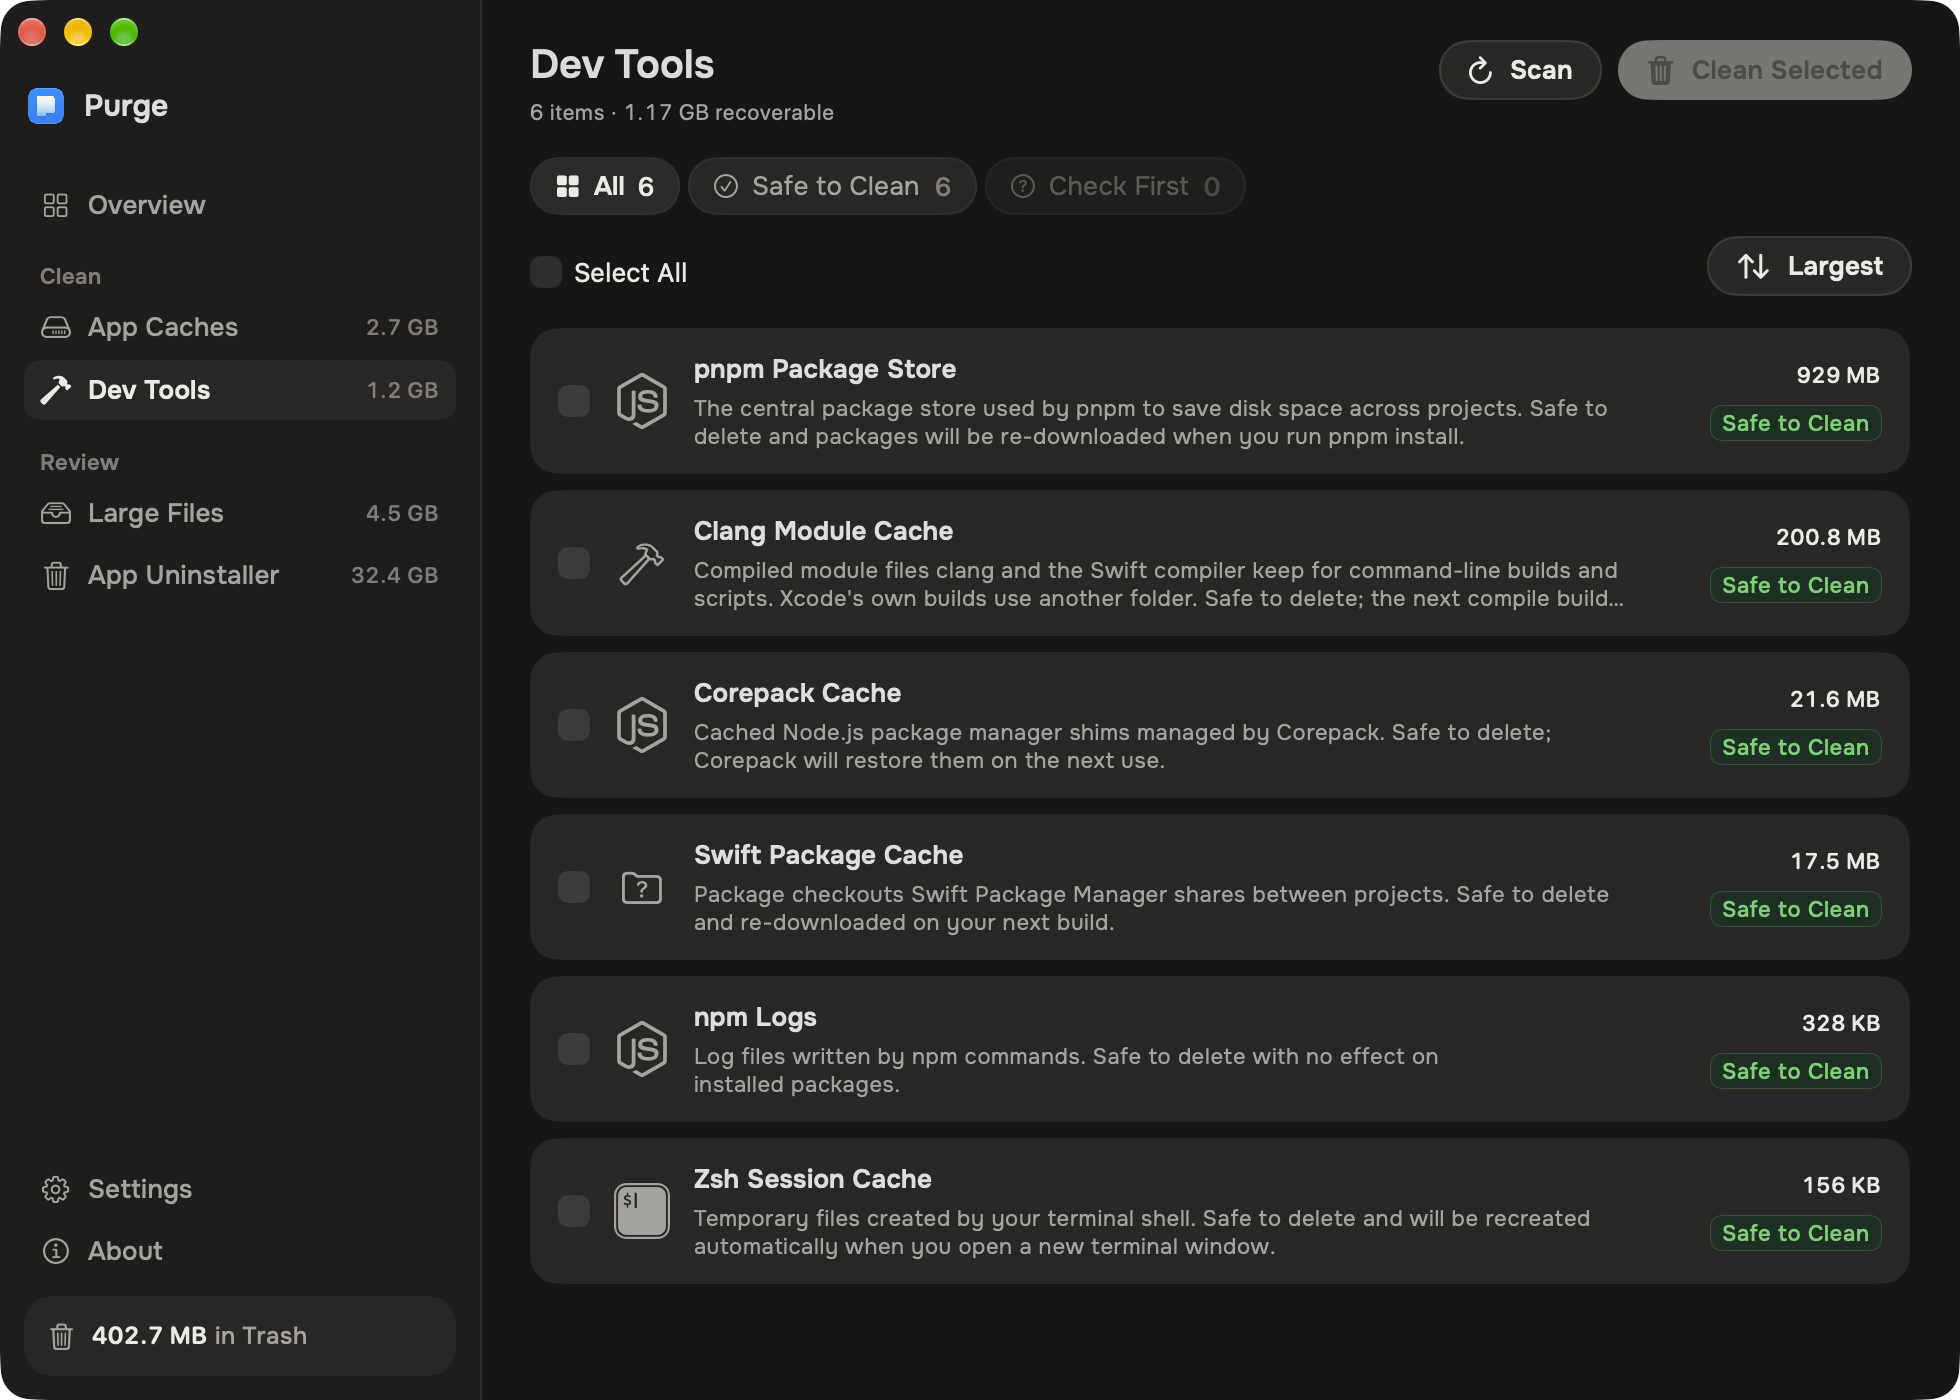 Purge
Overview
Clean
App Caches 2.7 GB
Dev Tools 1.2 GB
Review
Large Files 4.5 GB
App Uninstaller 32.4 GB
Settings
About
402.7 MB in Trash
Dev Tools
6 items · 1.17 GB recoverable
Scan
Clean Selected
All 6
Safe to Clean 6
Check First 0
Select All
Largest
pnpm Package Store
The central package store used by pnpm to save disk space across projects. Safe to
delete and packages will be re-downloaded when you run pnpm install.
929 MB
Safe to Clean
Clang Module Cache
Compiled module files clang and the Swift compiler keep for command-line builds and
scripts. Xcode's own builds use another folder. Safe to delete; the next compile build...
200.8 MB
Safe to Clean
JS
Corepack Cache
Cached Node.js package manager shims managed by Corepack. Safe to delete;
Corepack will restore them on the next use.
21.6 MB
Safe to Clean
Swift Package Cache
Package checkouts Swift Package Manager shares between projects. Safe to delete
and re-downloaded on your next build.
17.5 MB
Safe to Clean
JS
npm Logs
Log files written by npm commands. Safe to delete with no effect on
installed packages.
328 KB
Safe to Clean
$|
Zsh Session Cache
Temporary files created by your terminal shell. Safe to delete and will be recreated
automatically when you open a new terminal window.
156 KB
Safe to Clean